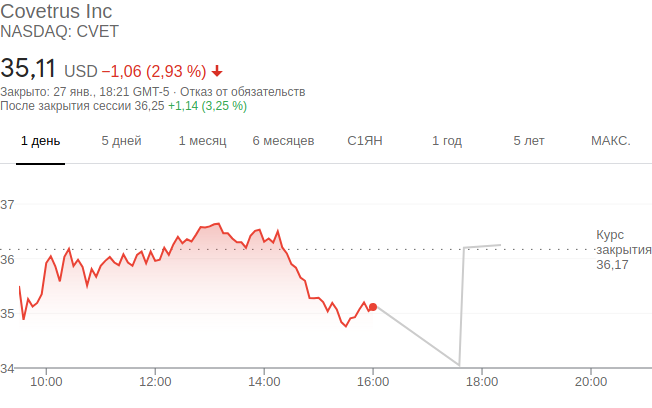 Covetrus Inc
NASDAQ: CVET
35,11 USD −1,06 (2,93 %)
Закрыто: 27 янв., 18:21 GMT-5 · Отказ от обязательств
После закрытия сессии 36,25 +1,14 (3,25 %)
1 день 5 дней 1 месяц 6 месяцев С1ЯН 1 год 5 лет МАКС.
37
36
35
34
Курс
закрытия
36,17
10:00 12:00 14:00 16:00 18:00 20:00